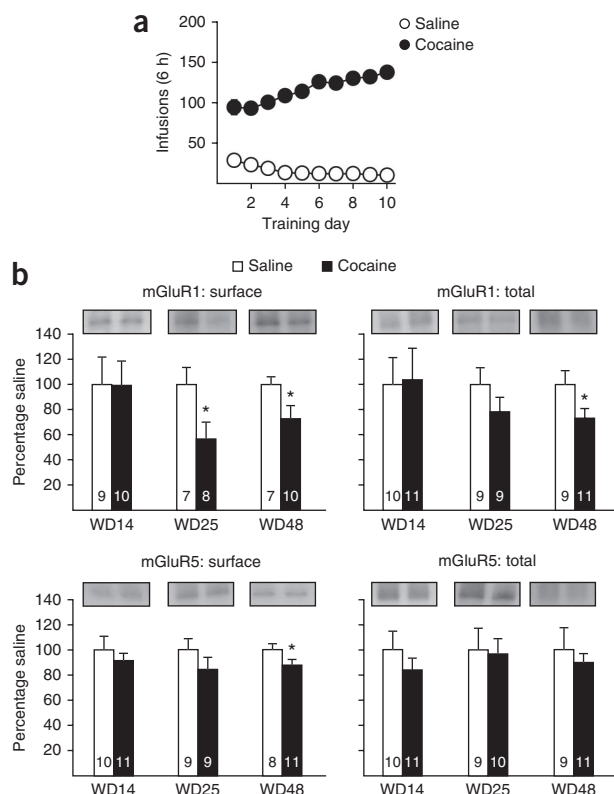 a
Saline
Cocaine
Infusions (6 h)
200
150
100
50
2 4 6 8 10
Training day
b
Saline Cocaine
mGluR1: surface
Percentage saline
140
120
100
80
60
40
20
*
*
9 10 7 8 7 10
WD14 WD25 WD48
mGluR1: total
*
10 11 9 9 9 11
WD14 WD25 WD48
mGluR5: surface
Percentage saline
140
120
100
80
60
40
20
*
10 11 9 9 8 11
WD14 WD25 WD48
mGluR5: total
10 11 9 10 9 11
WD14 WD25 WD48